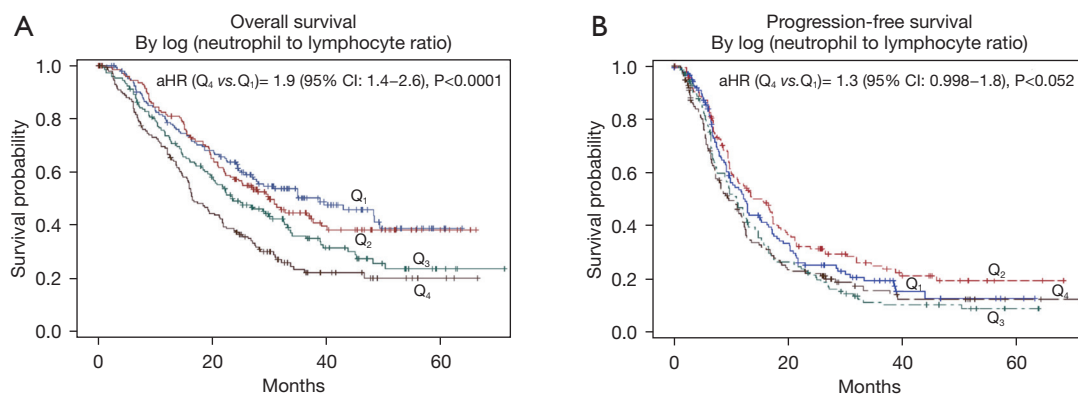 A
Overall survival
By log (neutrophil to lymphocyte ratio)
aHR (Q₄ vs.Q₁)= 1.9 (95% CI: 1.4–2.6), P<0.0001
Survival probability
1.0
0.8
0.6
0.4
0.2
0.0
Q₁
Q₂
Q₃
Q₄
0 20 40 60
Months
B
Progression-free survival
By log (neutrophil to lymphocyte ratio)
aHR (Q₄ vs.Q₁)= 1.3 (95% CI: 0.998–1.8), P<0.052
Survival probability
1.0
0.8
0.6
0.4
0.2
0.0
Q₂
Q₁
Q₄
Q₃
0 20 40 60
Months